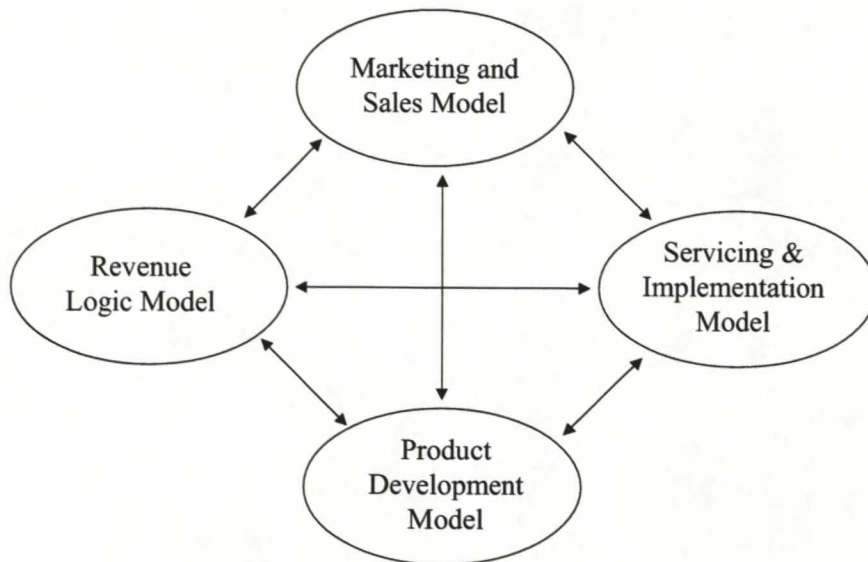 Marketing and
Sales Model
Revenue
Logic Model
Servicing &
Implementation
Model
Product
Development
Model